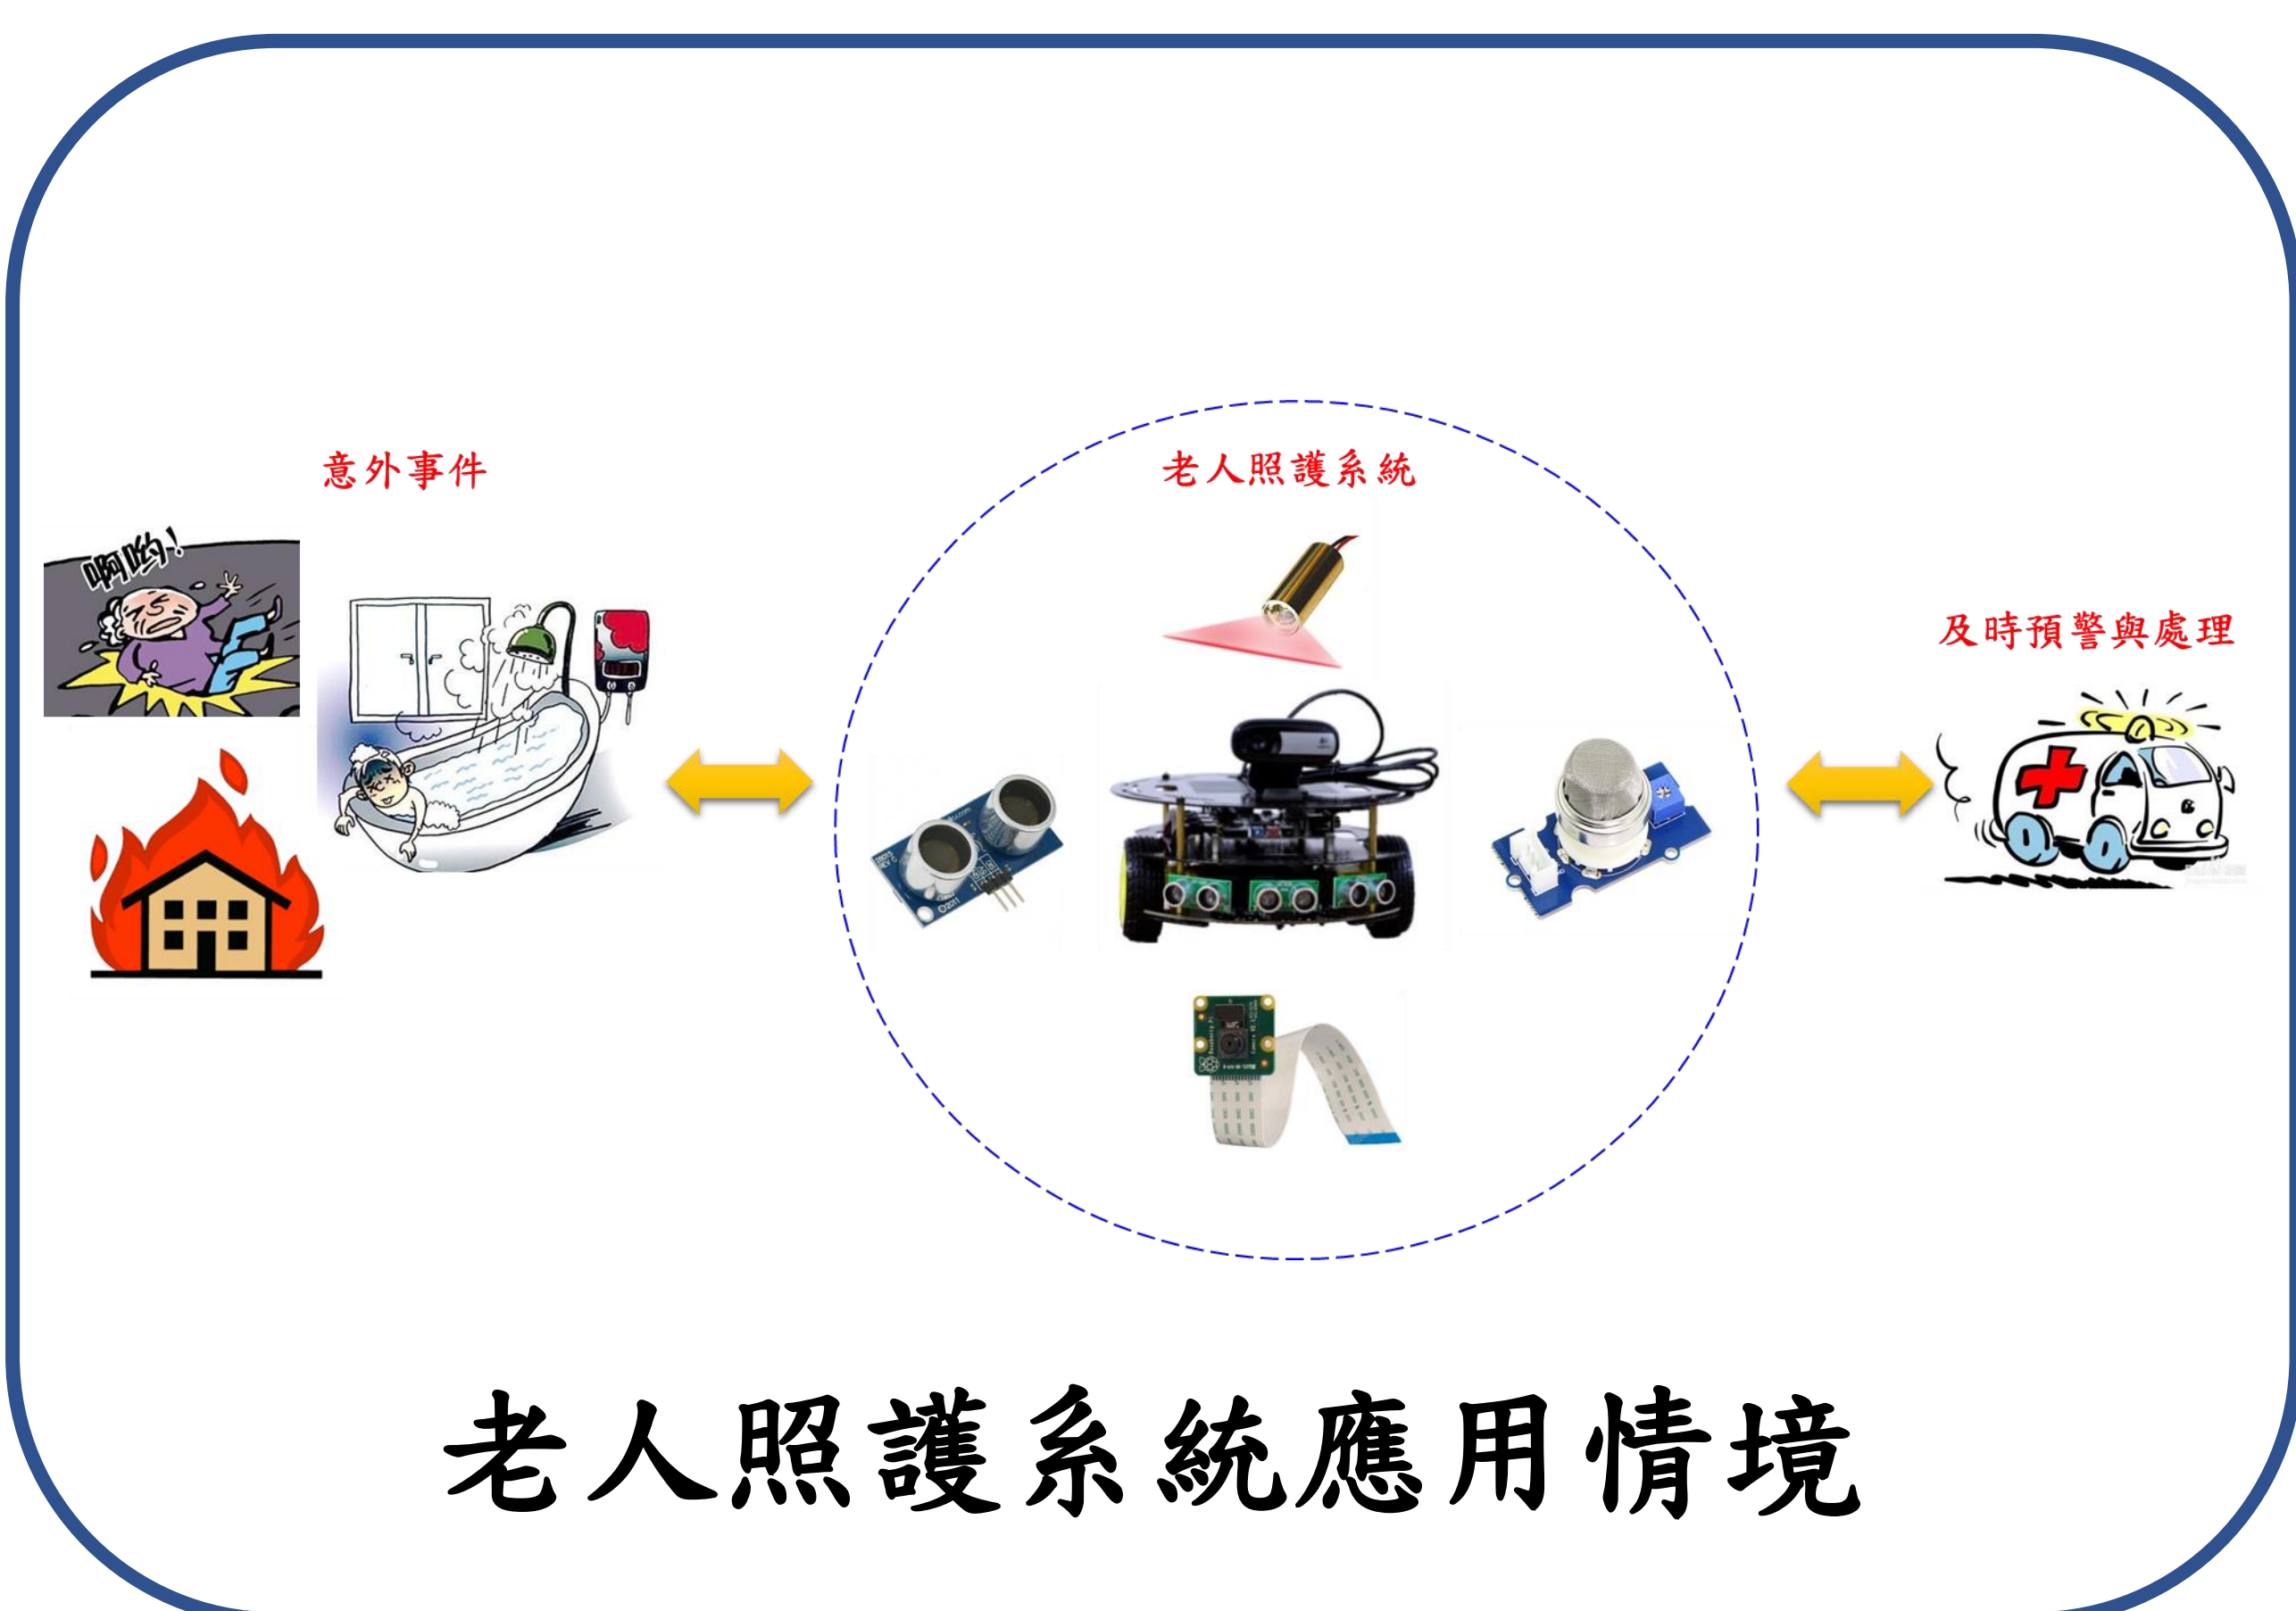 意外事件
老人照護系統
及時預警與處理
啊哟!
老人照護系統應用情境